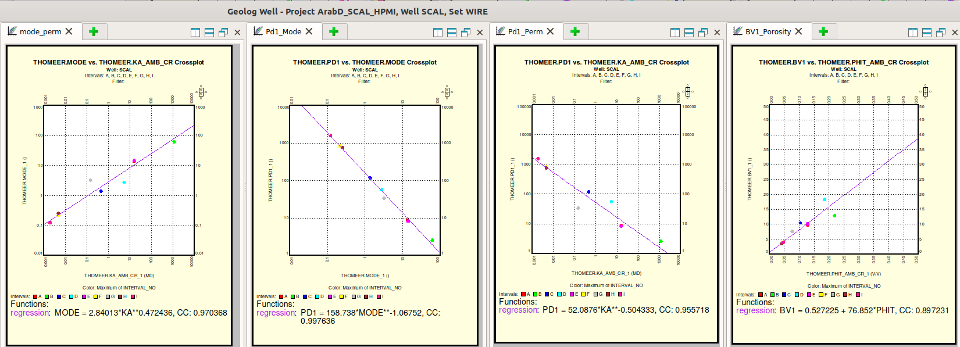 Geolog Well - Project ArabD_SCAL_HPMI, Well SCAL, Set WIRE
mode_perm
Pd1_Mode
Pd1_Perm
BV1_Porosity
THOMEER.MODE vs. THOMEER.KA_AMB_CR Crossplot
Well: SCAL
Intervals: A, B, C, D, E, F, G, H, I
Filter:
THOMEER.MODE_1 ()
THOMEER.KA_AMB_CR_1 (MD)
Color: Maximum of INTERVAL_NO
Intervals: A B C D E F G H I
Functions:
regression: MODE = 2.84013*KA**0.472436, CC: 0.970368
THOMEER.PD1 vs. THOMEER.MODE Crossplot
Well: SCAL
Intervals: A, B, C, D, E, F, G, H, I
Filter:
THOMEER.PD1_1 ()
THOMEER.MODE_1 ()
Color: Maximum of INTERVAL_NO
Intervals: A B C D E F G H I
Functions:
regression: PD1 = 158.738*MODE**-1.06752, CC:
0.997636
THOMEER.PD1 vs. THOMEER.KA_AMB_CR Crossplot
Well: SCAL
Intervals: A, B, C, D, E, F, G, H, I
Filter:
THOMEER.PD1_1 ()
THOMEER.KA_AMB_CR_1 (MD)
Color: Maximum of INTERVAL_NO
Intervals: A B C D E F G H I
Functions:
regression: PD1 = 52.0876*KA**-0.504333, CC: 0.955718
THOMEER.BV1 vs. THOMEER.PHIT_AMB_CR Crossplot
Well: SCAL
Intervals: A, B, C, D, E, F, G, H, I
Filter:
THOMEER.BV1_1 ()
THOMEER.PHIT_AMB_CR_1 (V/V)
Color: Maximum of INTERVAL_NO
Intervals: A B C D E F G H I
Functions:
regression: BV1 = 0.527225 + 76.852*PHIT, CC: 0.897231